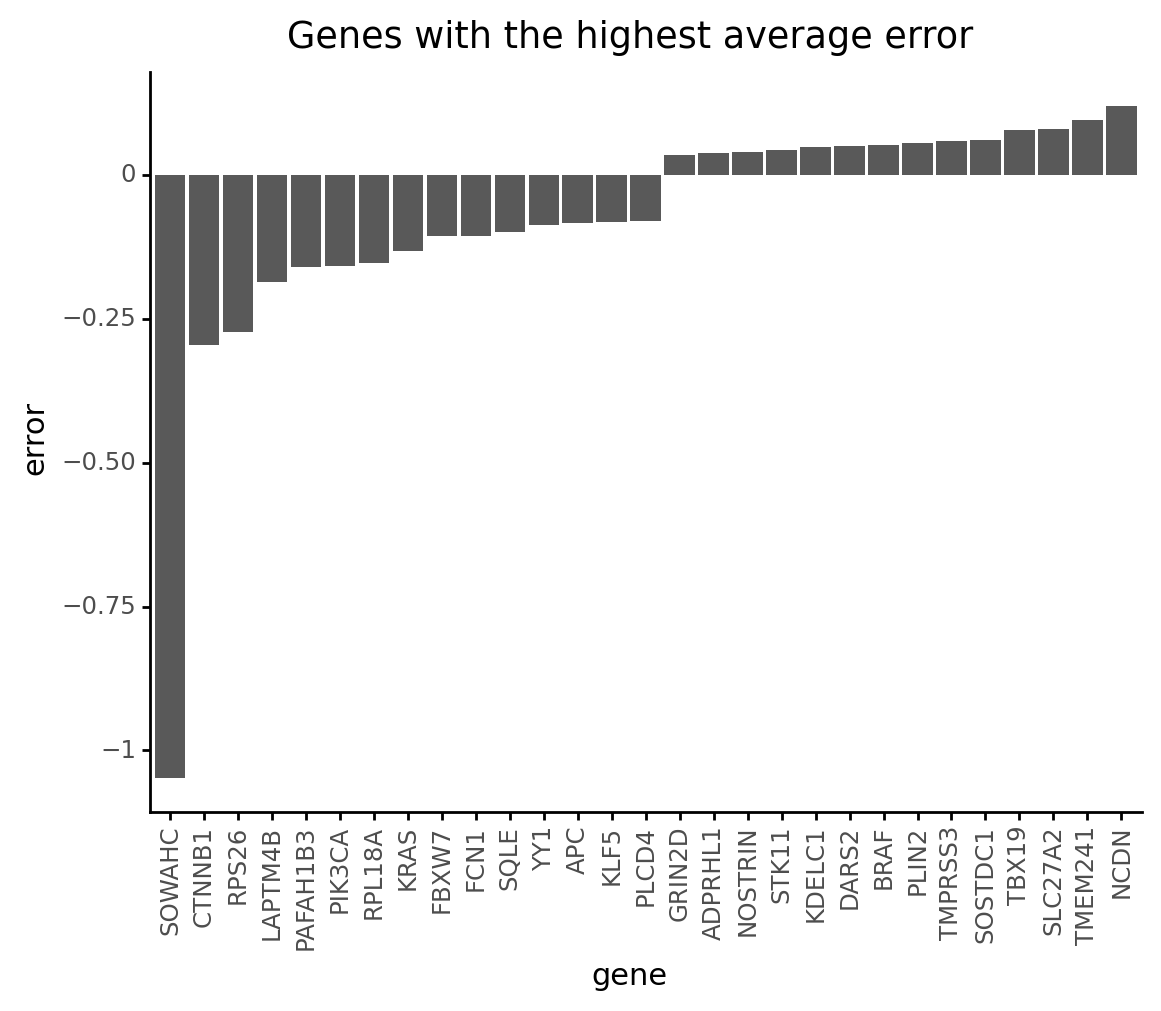 Genes with the highest average error
error
0
−0.25
−0.50
−0.75
−1
SOWAHC
CTNNB1
RPS26
LAPTM4B
PAFAH1B3
PIK3CA
RPL18A
KRAS
FBXW7
FCN1
SQLE
YY1
APC
KLF5
PLCD4
GRIN2D
ADPRHL1
NOSTRIN
STK11
KDELC1
DARS2
BRAF
PLIN2
TMPRSS3
SOSTDC1
TBX19
SLC27A2
TMEM241
NCDN
gene